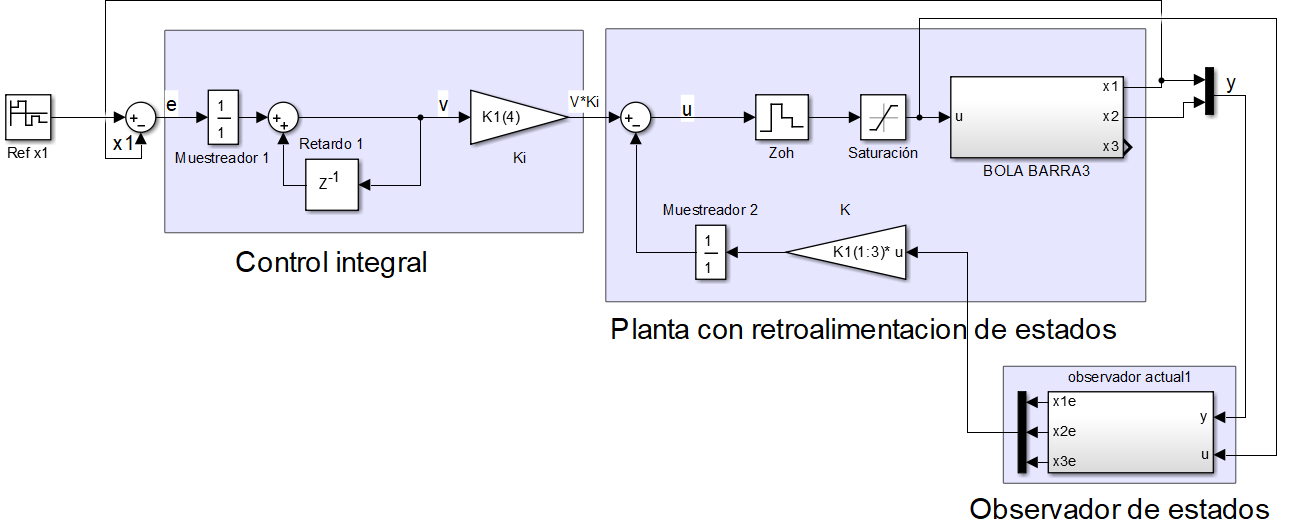 Ref x1
+
−
x1
e
1
1
Muestreador 1
+
+
Retardo 1
Z-1
v
K1(4)
Ki
V*Ki
Control integral
+
−
u
Zoh
Saturación
u
x1
x2
x3
BOLA BARRA3
y
Muestreador 2
1
1
K
K1(1:3)* u
Planta con retroalimentacion de estados
observador actual1
x1e
x2e
x3e
y
u
Observador de estados